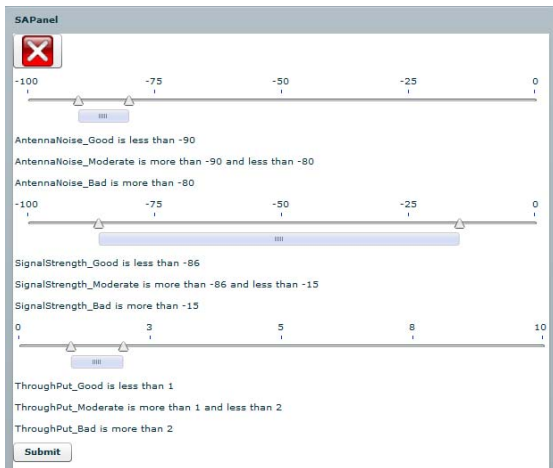 SAPanel
-100 -75 -50 -25 0
AntennaNoise_Good is less than -90
AntennaNoise_Moderate is more than -90 and less than -80
AntennaNoise_Bad is more than -80
-100 -75 -50 -25 0
SignalStrength_Good is less than -86
SignalStrength_Moderate is more than -86 and less than -15
SignalStrength_Bad is more than -15
0 3 5 8 10
ThroughPut_Good is less than 1
ThroughPut_Moderate is more than 1 and less than 2
ThroughPut_Bad is more than 2
Submit